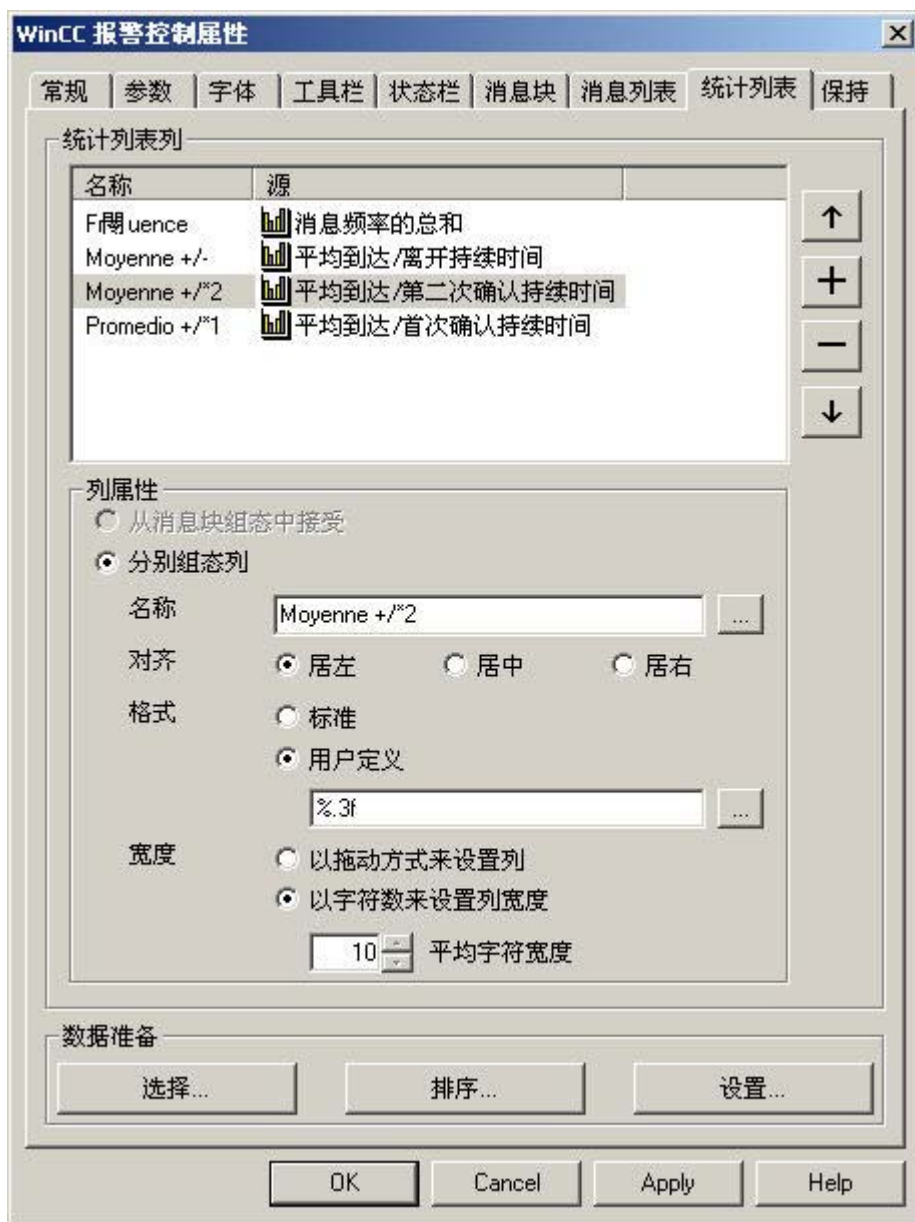 WinCC 报警控制属性
常规 参数 字体 工具栏 状态栏 消息块 消息列表 统计列表 保持
统计列表列
名称 源
Fr閝uence 消息频率的总和
Moyenne +/- 平均到达/离开持续时间
Moyenne +/*2 平均到达/第二次确认持续时间
Promedio +/*1 平均到达/首次确认持续时间
列属性
从消息块组态中接受
分别组态列
名称 Moyenne +/*2 ...
对齐 居左 居中 居右
格式 标准
用户定义
%.3f ...
宽度 以拖动方式来设置列
以字符数来设置列宽度
10 平均字符宽度
数据准备
选择... 排序... 设置...
OK Cancel Apply Help